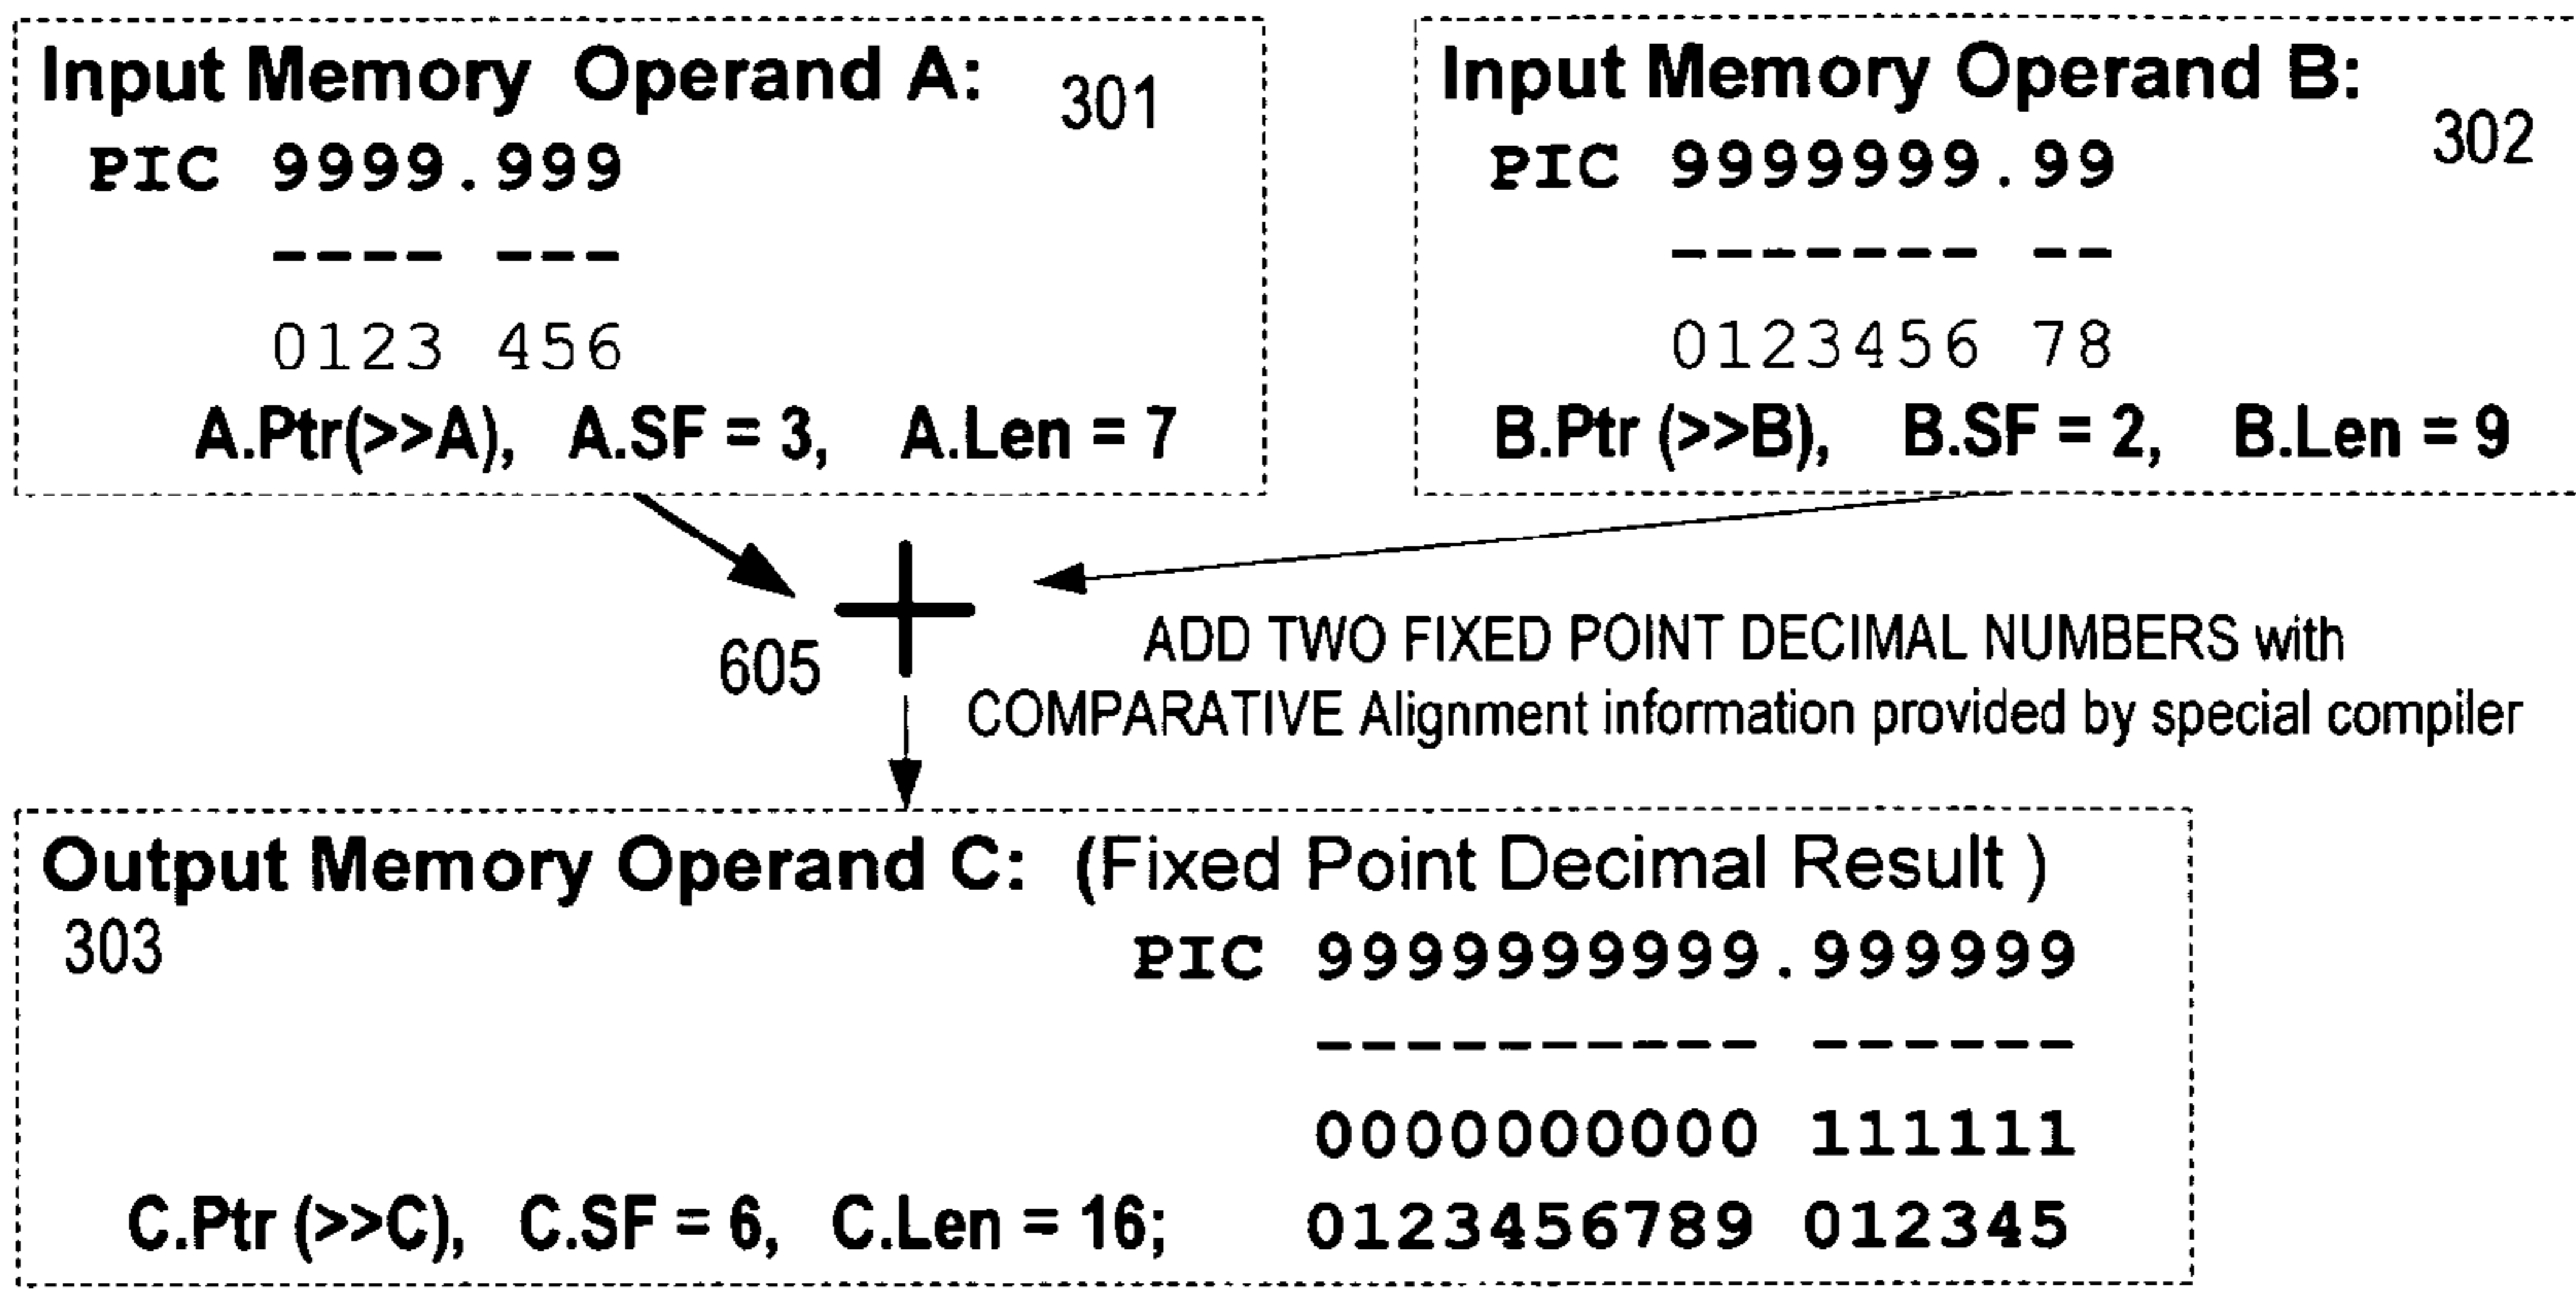 Input Memory Operand A: 301
PIC 9999.999
---- ---
0123 456
A.Ptr(>>A), A.SF = 3, A.Len = 7
Input Memory Operand B: 302
PIC 9999999.99
------- --
0123456 78
B.Ptr (>>B), B.SF = 2, B.Len = 9
605
ADD TWO FIXED POINT DECIMAL NUMBERS with
COMPARATIVE Alignment information provided by special compiler
Output Memory Operand C: (Fixed Point Decimal Result )
303
PIC 9999999999.999999
---------- ------
0000000000 111111
C.Ptr (>>C), C.SF = 6, C.Len = 16; 0123456789 012345